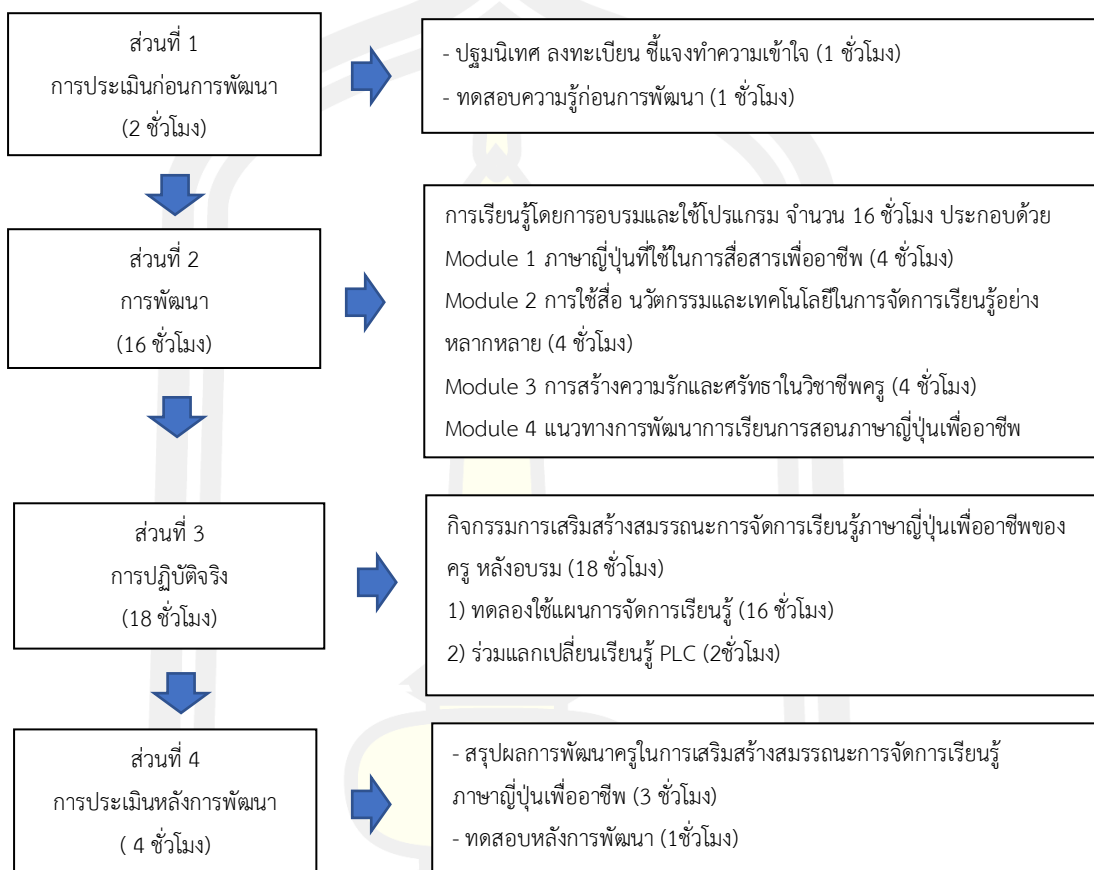 ส่วนที่ 1
การประเมินก่อนการพัฒนา
(2 ชั่วโมง)
- ปฐมนิเทศ ลงทะเบียน ชี้แจงทำความเข้าใจ (1 ชั่วโมง)
- ทดสอบความรู้ก่อนการพัฒนา (1 ชั่วโมง)
ส่วนที่ 2
การพัฒนา
(16 ชั่วโมง)
การเรียนรู้โดยการอบรมและใช้โปรแกรม จำนวน 16 ชั่วโมง ประกอบด้วย
Module 1 ภาษาญี่ปุ่นที่ใช้ในการสื่อสารเพื่ออาชีพ (4 ชั่วโมง)
Module 2 การใช้สื่อ นวัตกรรมและเทคโนโลยีในการจัดการเรียนรู้อย่าง
หลากหลาย (4 ชั่วโมง)
Module 3 การสร้างความรักและศรัทธาในวิชาชีพครู (4 ชั่วโมง)
Module 4 แนวทางการพัฒนาการเรียนการสอนภาษาญี่ปุ่นเพื่ออาชีพ
ส่วนที่ 3
การปฏิบัติจริง
(18 ชั่วโมง)
กิจกรรมการเสริมสร้างสมรรถนะการจัดการเรียนรู้ภาษาญี่ปุ่นเพื่ออาชีพของ
ครู หลังอบรม (18 ชั่วโมง)
1) ทดลองใช้แผนการจัดการเรียนรู้ (16 ชั่วโมง)
2) ร่วมแลกเปลี่ยนเรียนรู้ PLC (2ชั่วโมง)
ส่วนที่ 4
การประเมินหลังการพัฒนา
( 4 ชั่วโมง)
- สรุปผลการพัฒนาครูในการเสริมสร้างสมรรถนะการจัดการเรียนรู้
ภาษาญี่ปุ่นเพื่ออาชีพ (3 ชั่วโมง)
- ทดสอบหลังการพัฒนา (1ชั่วโมง)